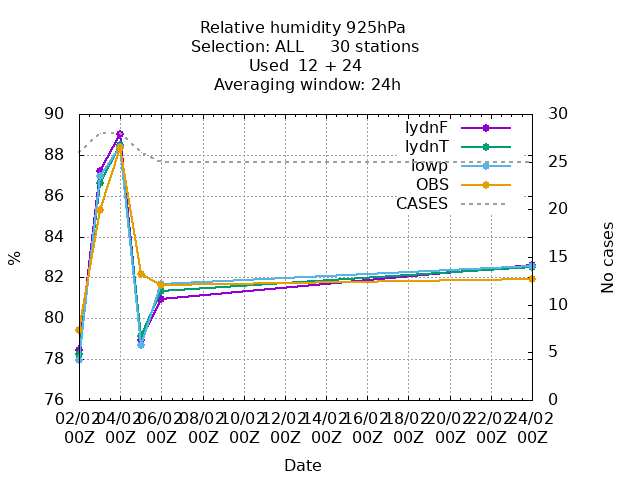 Relative humidity 925hPa
Selection: ALL 30 stations
Used 12 + 24
Averaging window: 24h
90 30
lydnF
88 lydnT
iowp 25
86 OBS
CASES 20
84
% 15 No cases
82
80 10
78 5
76 0
02/02 04/02 06/02 08/02 10/02 12/02 14/02 16/02 18/02 20/02 22/02 24/02
00Z 00Z 00Z 00Z 00Z 00Z 00Z 00Z 00Z 00Z 00Z 00Z
Date